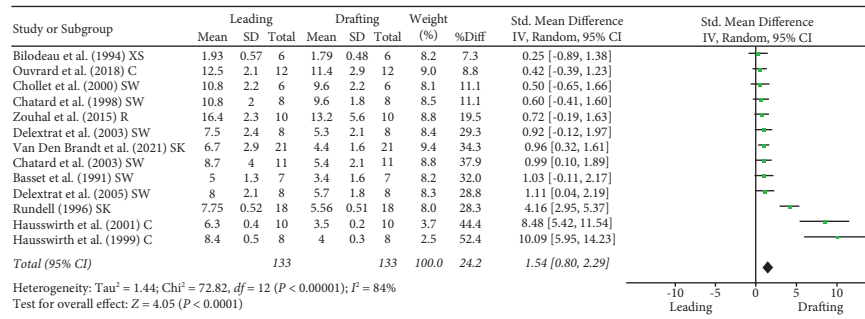 Study or Subgroup Leading Drafting Weight (%) %Diff Std. Mean Difference IV, Random, 95% CI Std. Mean Difference IV, Random, 95% CI
Mean SD Total Mean SD Total
Bilodeau et al. (1994) XS 1.93 0.57 6 1.79 0.48 6 8.2 7.3 0.25 [-0.89, 1.38]
Ouvrard et al. (2018) C 12.5 2.1 12 11.4 2.9 12 9.0 8.8 0.42 [-0.39, 1.23]
Chollet et al. (2000) SW 10.8 2.2 6 9.6 2.2 6 8.1 11.1 0.50 [-0.65, 1.66]
Chatard et al. (1998) SW 10.8 2 8 9.6 1.8 8 8.5 11.1 0.60 [-0.41, 1.60]
Zouhal et al. (2015) R 16.4 2.3 10 13.2 5.6 10 8.8 19.5 0.72 [-0.19, 1.63]
Delextrat et al. (2003) SW 7.5 2.4 8 5.3 2.1 8 8.4 29.3 0.92 [-0.12, 1.97]
Van Den Brandt et al. (2021) SK 6.7 2.9 21 4.4 1.6 21 9.4 34.3 0.96 [0.32, 1.61]
Chatard et al. (2003) SW 8.7 4 11 5.4 2.1 11 8.8 37.9 0.99 [0.10, 1.89]
Basset et al. (1991) SW 5 1.3 7 3.4 1.6 7 8.2 32.0 1.03 [-0.11, 2.17]
Delextrat et al. (2005) SW 8 2.1 8 5.7 1.8 8 8.3 28.8 1.11 [0.04, 2.19]
Rundell (1996) SK 7.75 0.52 18 5.56 0.51 18 8.0 28.3 4.16 [2.95, 5.37]
Hausswirth et al. (2001) C 6.3 0.4 10 3.5 0.2 10 3.7 44.4 8.48 [5.42, 11.54]
Hausswirth et al. (1999) C 8.4 0.5 8 4 0.3 8 2.5 52.4 10.09 [5.95, 14.23]
Total (95% CI) 133 133 100.0 24.2 1.54 [0.80, 2.29]
Heterogeneity: Tau² = 1.44; Chi² = 72.82, df = 12 (P < 0.00001); I² = 84%
Test for overall effect: Z = 4.05 (P < 0.0001)
-10 -5 0 5 10
Leading Drafting